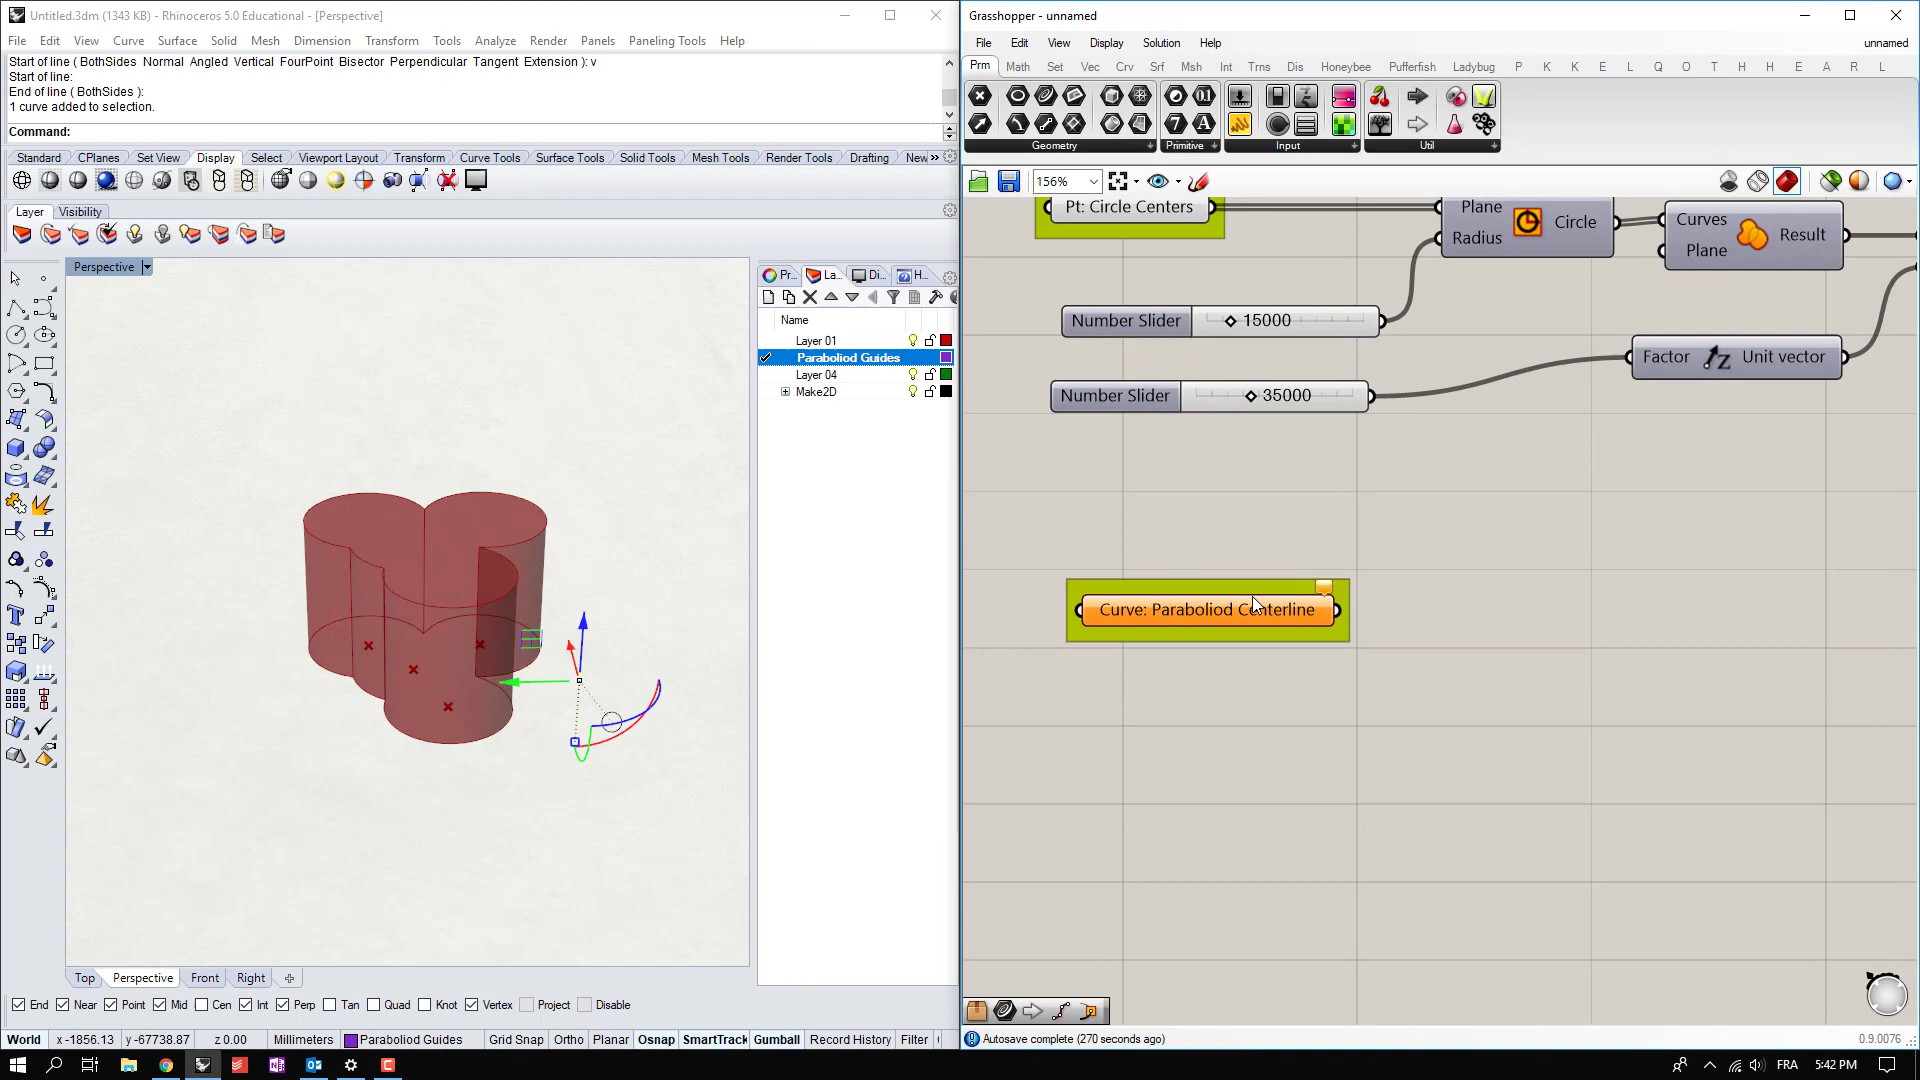 Untitled.3dm (1343 KB) - Rhinoceros 5.0 Educational - [Perspective]
File Edit View Curve Surface Solid Mesh Dimension Transform Tools Analyze Render Panels Paneling Tools Help
Start of line ( BothSides Normal Angled Vertical FourPoint Bisector Perpendicular Tangent Extension ): v
Start of line:
End of line ( BothSides ):
1 curve added to selection.
Command:
Standard CPlanes Set View Display Select Viewport Layout Transform Curve Tools Surface Tools Solid Tools Mesh Tools Render Tools Drafting New »
Layer Visibility
Perspective
Pr... La... Di... H...
Name
Layer 01
Paraboliod Guides
Layer 04
Make2D
Top Perspective Front Right
End Near Point Mid Cen Int Perp Tan Quad Knot Vertex Project Disable
World x -1856.13 y -67738.87 z 0.00 Millimeters Paraboliod Guides Grid Snap Ortho Planar Osnap SmartTrack Gumball Record History Filter
Grasshopper - unnamed
File Edit View Display Solution Help unnamed
Prm Math Set Vec Crv Srf Msh Int Trns Dis Honeybee Pufferfish Ladybug P K K E L Q O T H H E A R L
Geometry Primitive Input Util
156%
Pt: Circle Centers
Plane
Radius
Circle
Curves
Plane
Result
Number Slider 15000
Number Slider 35000
Factor Unit vector
Curve: Paraboliod Centerline
Autosave complete (270 seconds ago) 0.9.0076
FRA 5:42 PM